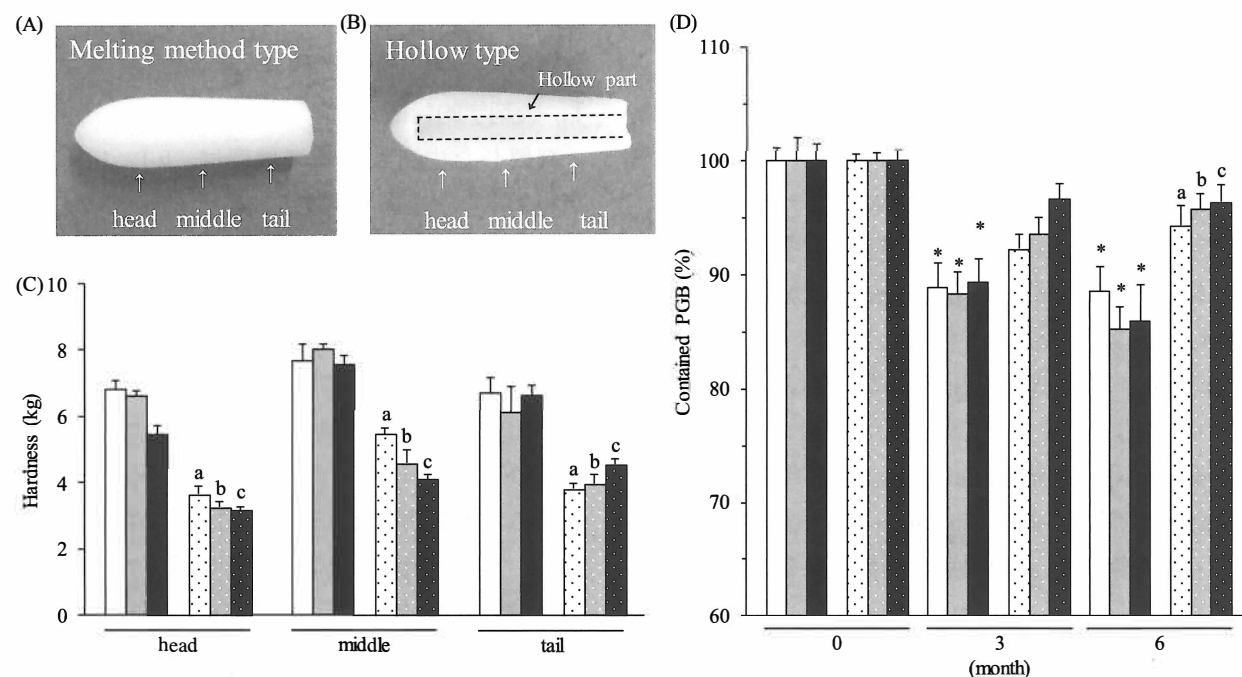 (A)
Melting method type
↑ ↑ ↑
head middle tail
(B)
Hollow type
Hollow part
↑ ↑ ↑
head middle tail
(C)
10
8
6
4
2
0
Hardness (kg)
a
b
c
a
b
c
a
b
c
head
middle
tail
(D)
110
100
90
80
70
60
Contained PGB (%)
* * *
* * *
a
b
c
0
3
6
(month)